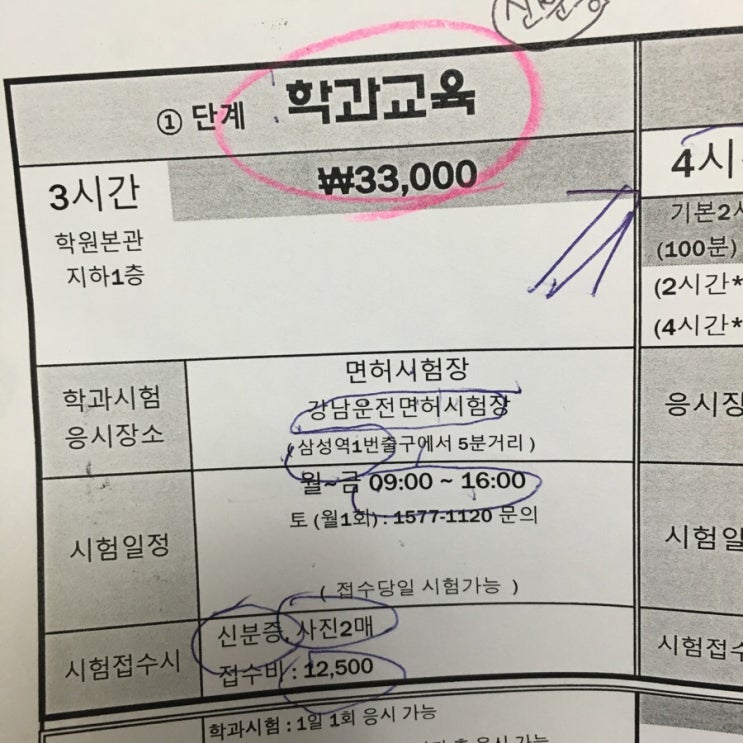 ① 단계 학과교육
3시간
₩33,000
학원본관
지하1층
4시
기본2시
(100분)
(2시간*
(4시간*
학과시험
응시장소
면허시험장
강남운전면허시험장
(삼성역1번출구에서 5분거리)
응시장
시험일정
월~금 09:00 ~ 16:00
토 (월1회) : 1577-1120 문의
( 접수당일 시험가능 )
시험일
시험접수시
신분증, 사진2매
접수비 : 12,500
시험접수
학과시험 : 1일 1회 응시 가능